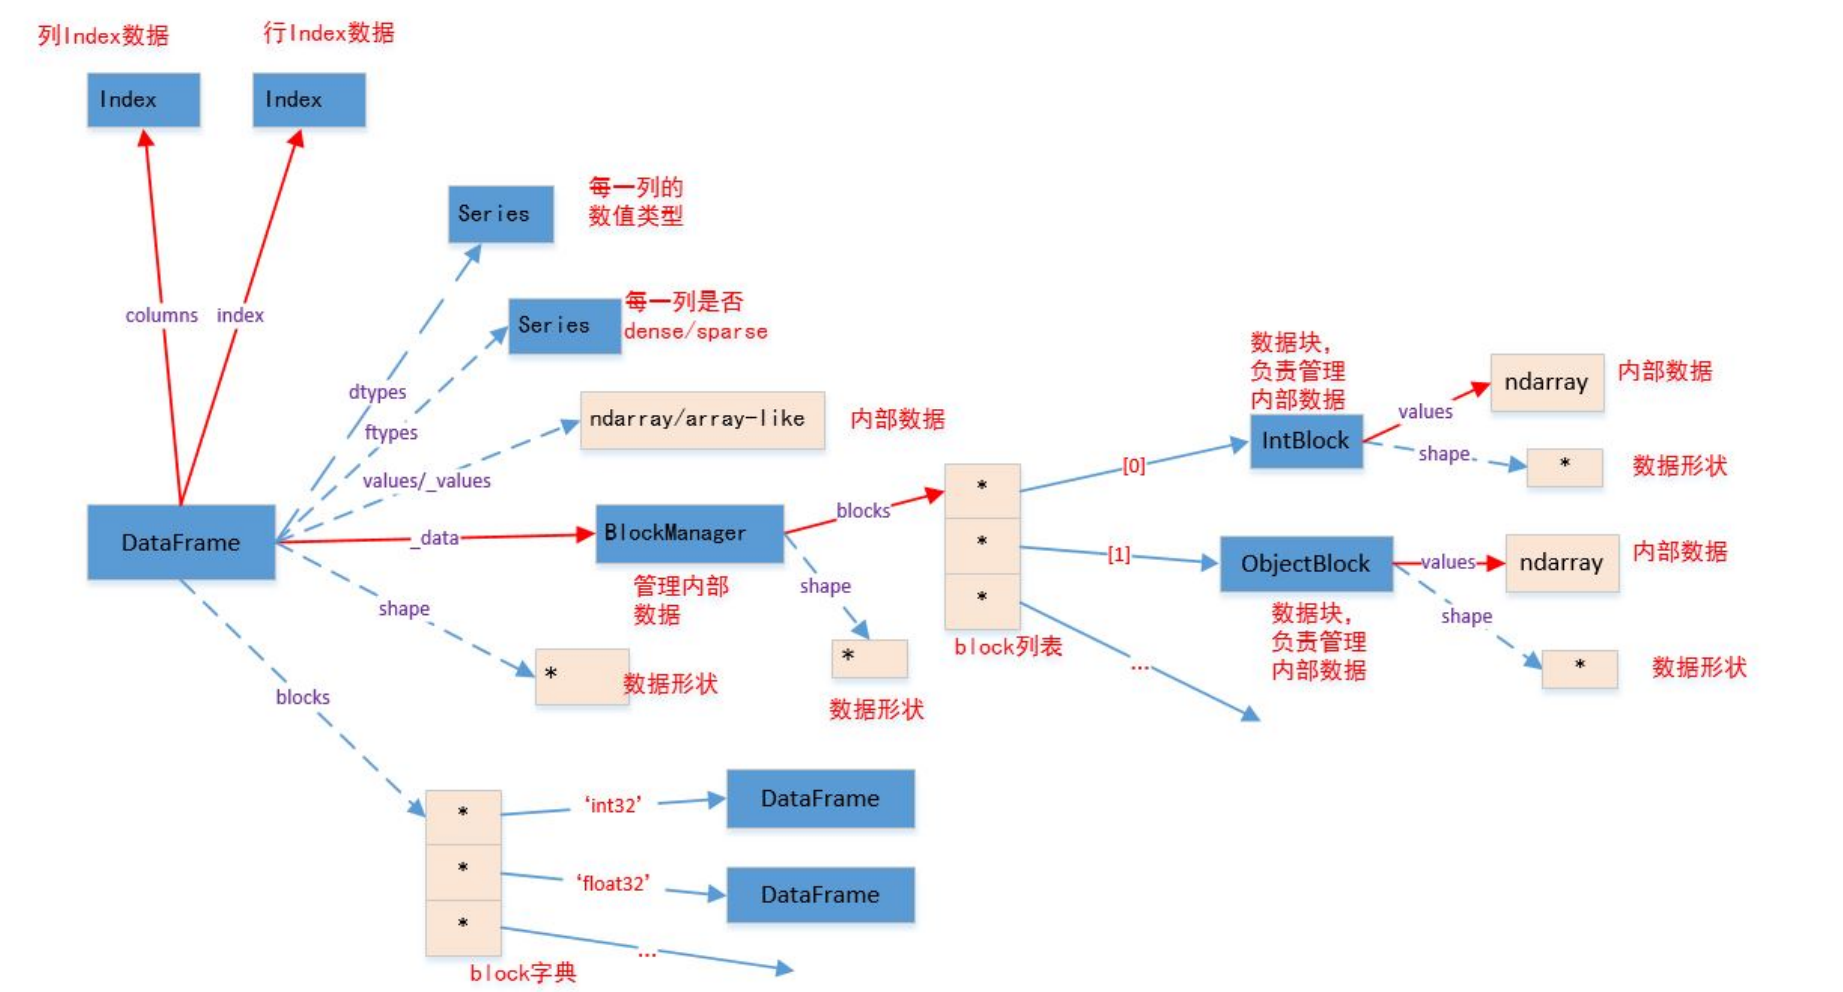 列Index数据
行Index数据
Index
Index
Series
每一列的
数值类型
columns
index
Series
每一列是否
dense/sparse
dtypes
ftypes
ndarray/array-like
内部数据
values/_values
DataFrame
_data
BlockManager
管理内部
数据
shape
*
数据形状
shape
*
数据形状
blocks
*
*
*
block列表
[0]
数据块,
负责管理
内部数据
IntBlock
values
ndarray
内部数据
shape
*
数据形状
[1]
ObjectBlock
数据块,
负责管理
内部数据
values
ndarray
内部数据
shape
*
数据形状
...
blocks
*
*
*
block字典
‘int32’
DataFrame
‘float32’
DataFrame
...